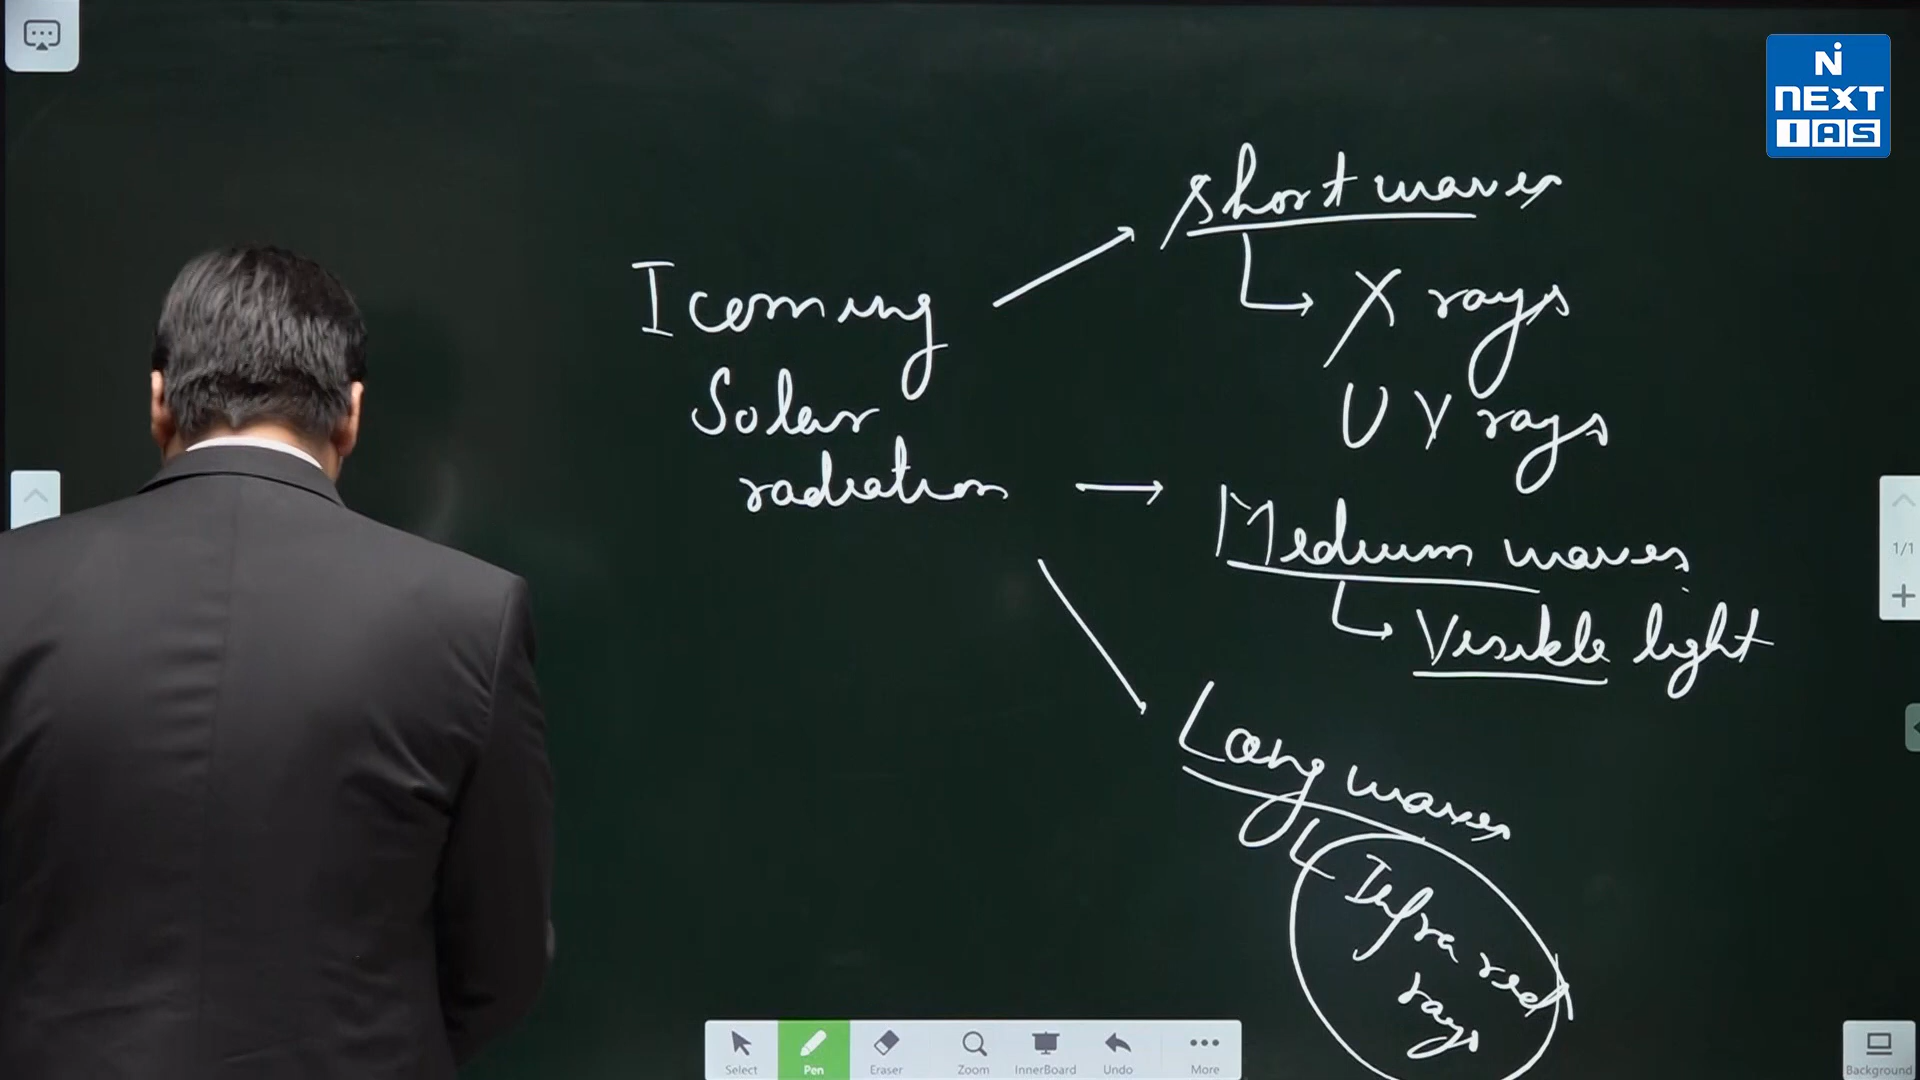 NEXT
IAS
Short waves
X rays
UV rays
Icoming
Solar
radiation
Medium waves
Visible light
Long waves
Infra red
rays
1/1
Select
Pen
Eraser
Zoom
InnerBoard
Undo
More
Background